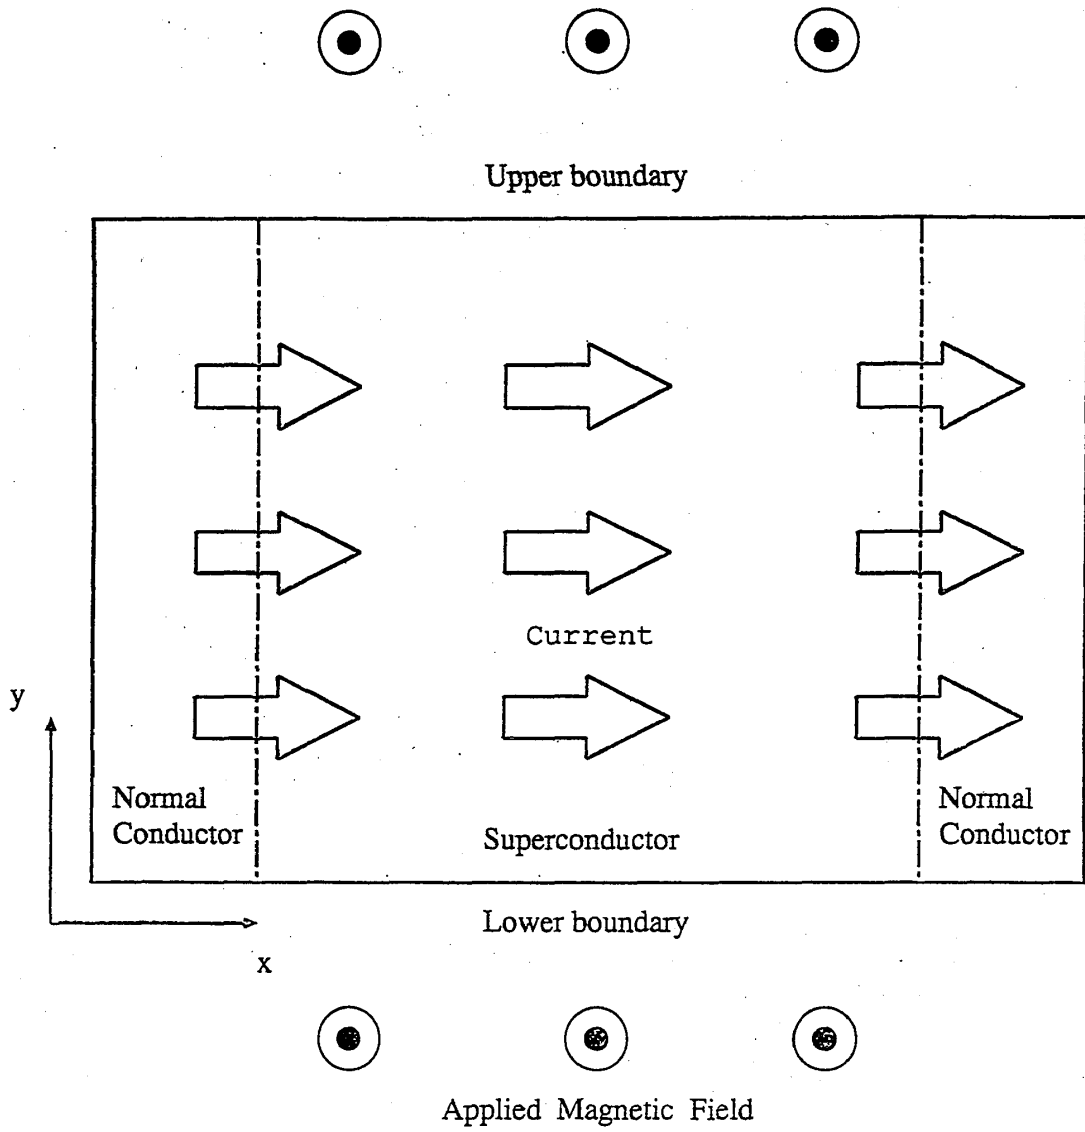 Upper boundary
Current
y
Normal
Conductor
Superconductor
Normal
Conductor
Lower boundary
x
Applied Magnetic Field